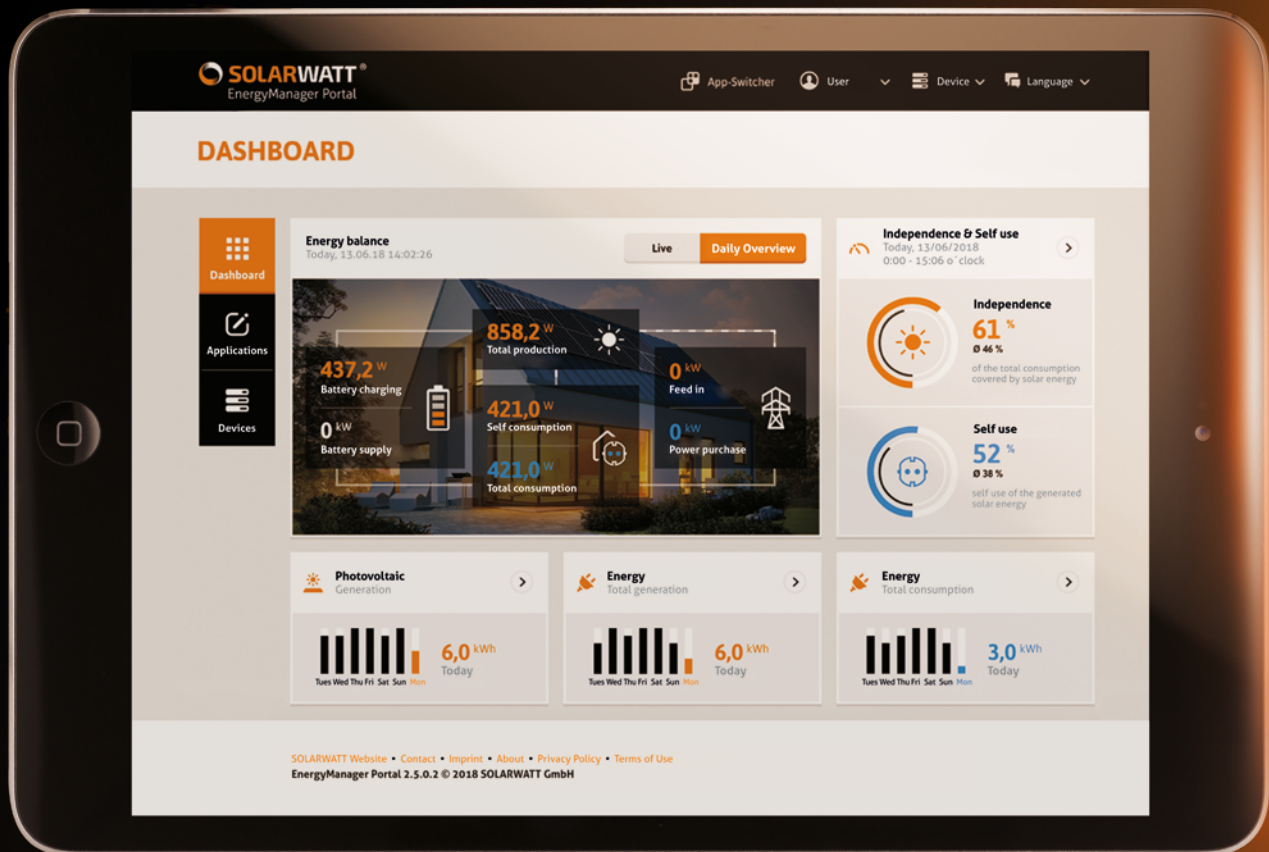 SOLARWATT®
EnergyManager Portal
App-Switcher
User
Device
Language
DASHBOARD
Dashboard
Applications
Devices
Energy balance
Today, 13.06.18 14:02:26
Live
Daily Overview
858,2 W
Total production
437,2 W
Battery charging
0 kW
Battery supply
421,0 W
Self consumption
421,0 W
Total consumption
0 kW
Feed in
0 kW
Power purchase
Independence & Self use
Today, 13/06/2018
0:00 - 15:06 o´clock
Independence
61 %
Ø 46 %
of the total consumption
covered by solar energy
Self use
52 %
Ø 38 %
self use of the generated
solar energy
Photovoltaic
Generation
6,0 kWh
Today
Tues Wed Thu Fri Sat Sun Mon
Energy
Total generation
6,0 kWh
Today
Tues Wed Thu Fri Sat Sun Mon
Energy
Total consumption
3,0 kWh
Today
Tues Wed Thu Fri Sat Sun Mon
SOLARWATT Website • Contact • Imprint • About • Privacy Policy • Terms of Use
EnergyManager Portal 2.5.0.2 © 2018 SOLARWATT GmbH